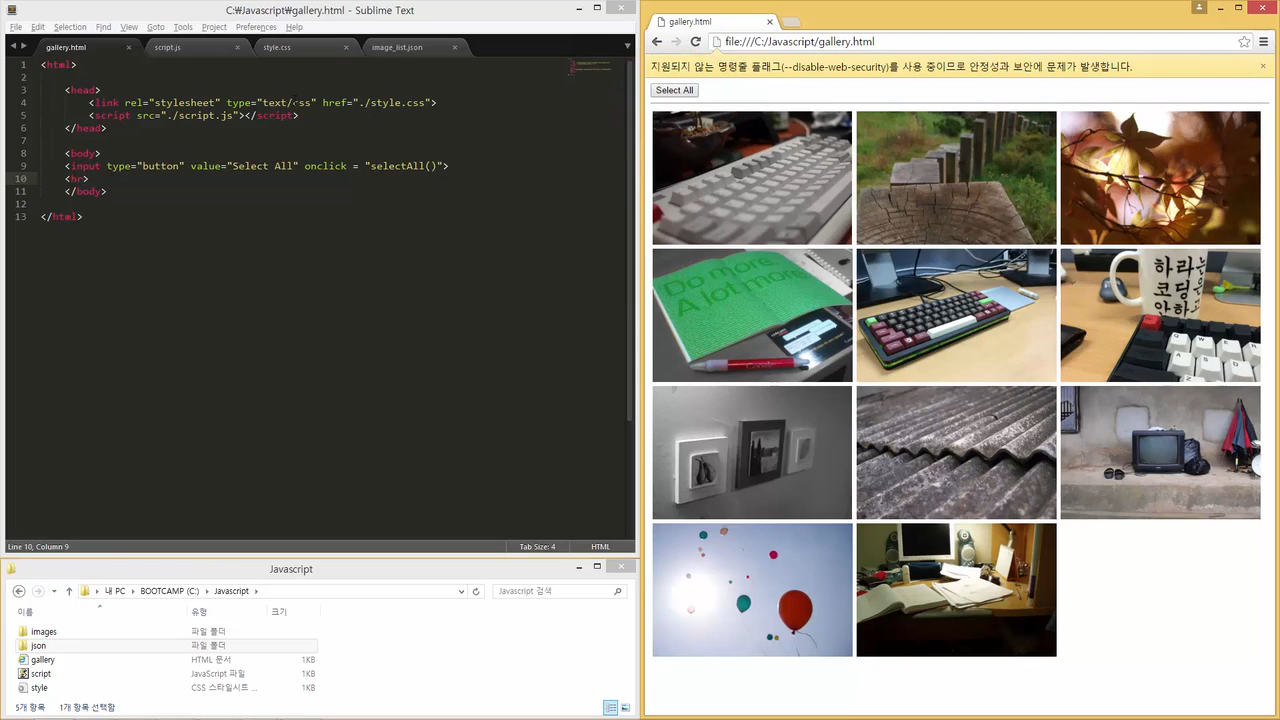 C:₩Javascript₩gallery.html - Sublime Text
File Edit Selection Find View Goto Tools Project Preferences Help
gallery.html × script.js × style.css × image_list.json ×
1 <html>
2
3 <head>
4 <link rel="stylesheet" type="text/css" href="./style.css">
5 <script src="./script.js"></script>
6 </head>
7
8 <body>
9 <input type="button" value="Select All" onclick = "selectAll()">
10 <hr>
11 </body>
12
13 </html>
Line 10, Column 9 Tab Size: 4 HTML
Javascript
내 PC BOOTCAMP (C:) Javascript
Javascript 검색
이름 유형 크기
images 파일 폴더
json 파일 폴더
gallery HTML 문서 1KB
script JavaScript 파일 1KB
style CSS 스타일시트 ... 1KB
5개 항목 1개 항목 선택함
gallery.html ×
file:///C:/Javascript/gallery.html
지원되지 않는 명령줄 플래그(--disable-web-security)를 사용 중이므로 안정성과 보안에 문제가 발생합니다.
Select All
Do more.
A lot more.
하라는
코딩은
안하고
Q W E R
A S D